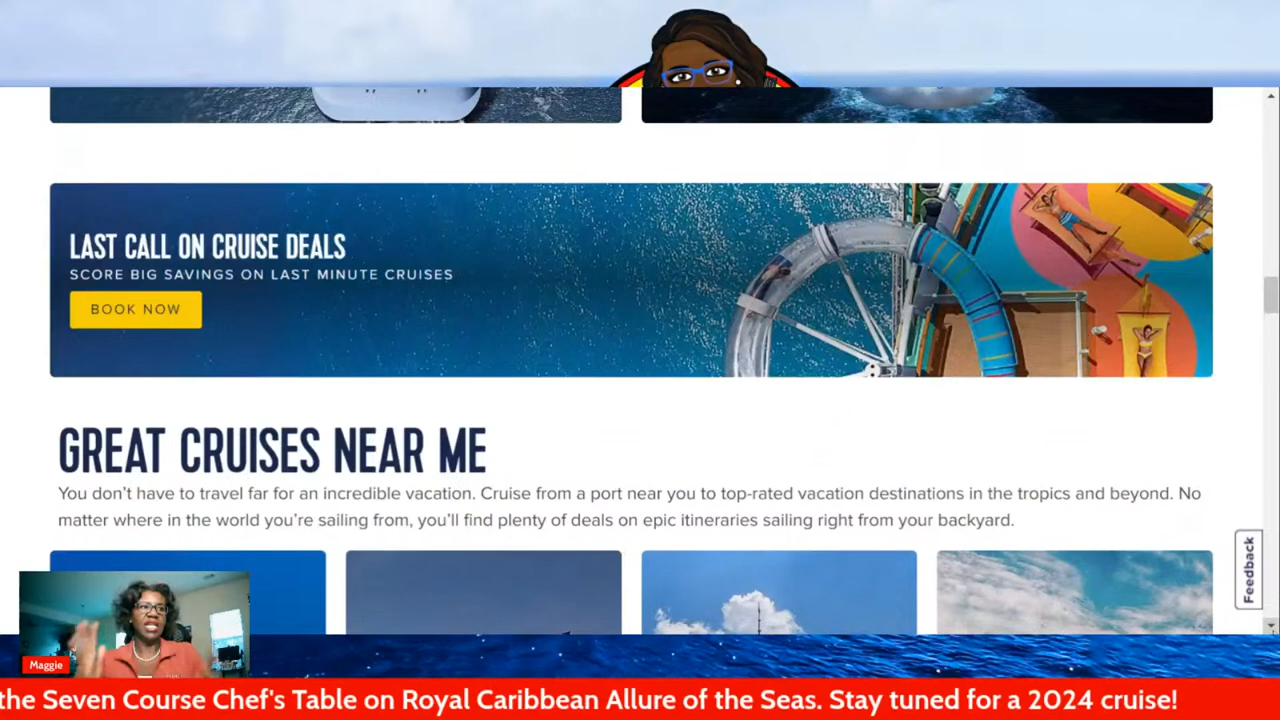 LAST CALL ON CRUISE DEALS
SCORE BIG SAVINGS ON LAST MINUTE CRUISES
BOOK NOW
GREAT CRUISES NEAR ME
You don't have to travel far for an incredible vacation. Cruise from a port near you to top-rated vacation destinations in the tropics and beyond. No
matter where in the world you're sailing from, you'll find plenty of deals on epic itineraries sailing right from your backyard.
Feedback
Maggie
the Seven Course Chef's Table on Royal Caribbean Allure of the Seas. Stay tuned for a 2024 cruise!